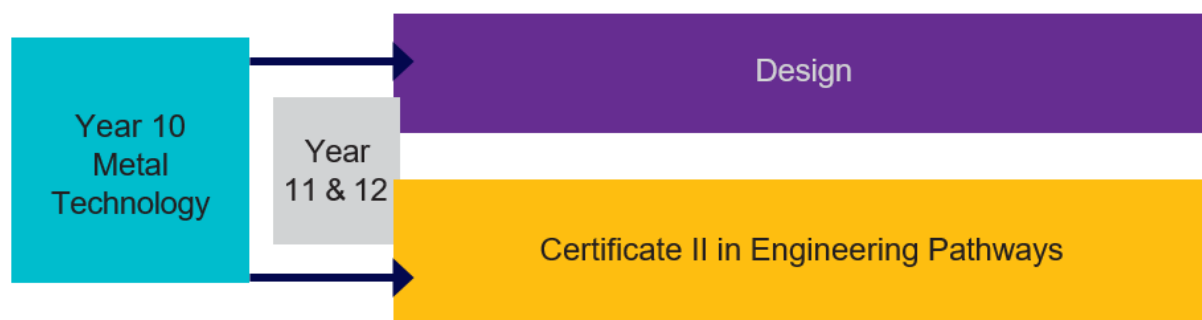 Year 10
Metal
Technology
Year
11 & 12
Design
Certificate II in Engineering Pathways